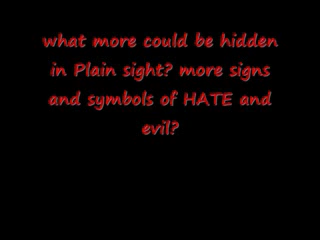 what more could be hidden
in Plain sight? more signs
and symbols of HATE and
evil?